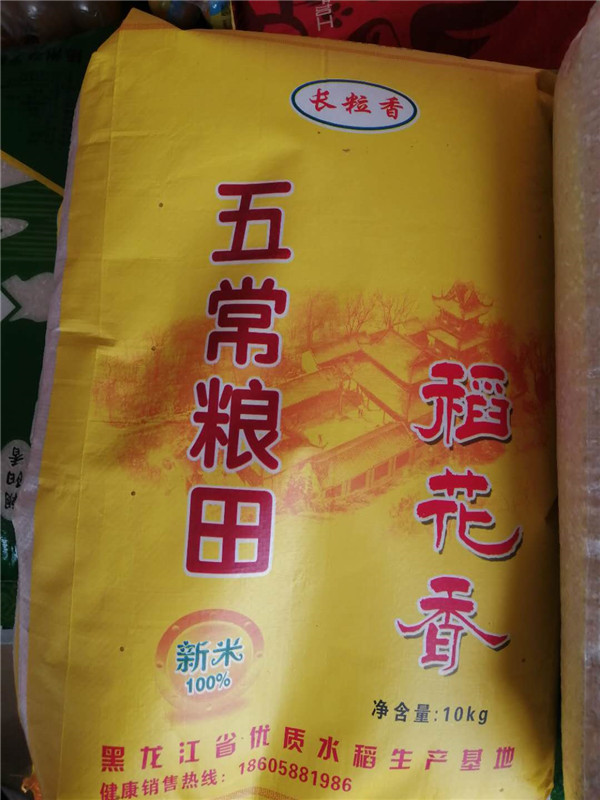 长粒香
五常粮田
稻花香
新米
100%
净含量:10kg
黑龙江省优质水稻生产基地
健康销售热线：18605881986